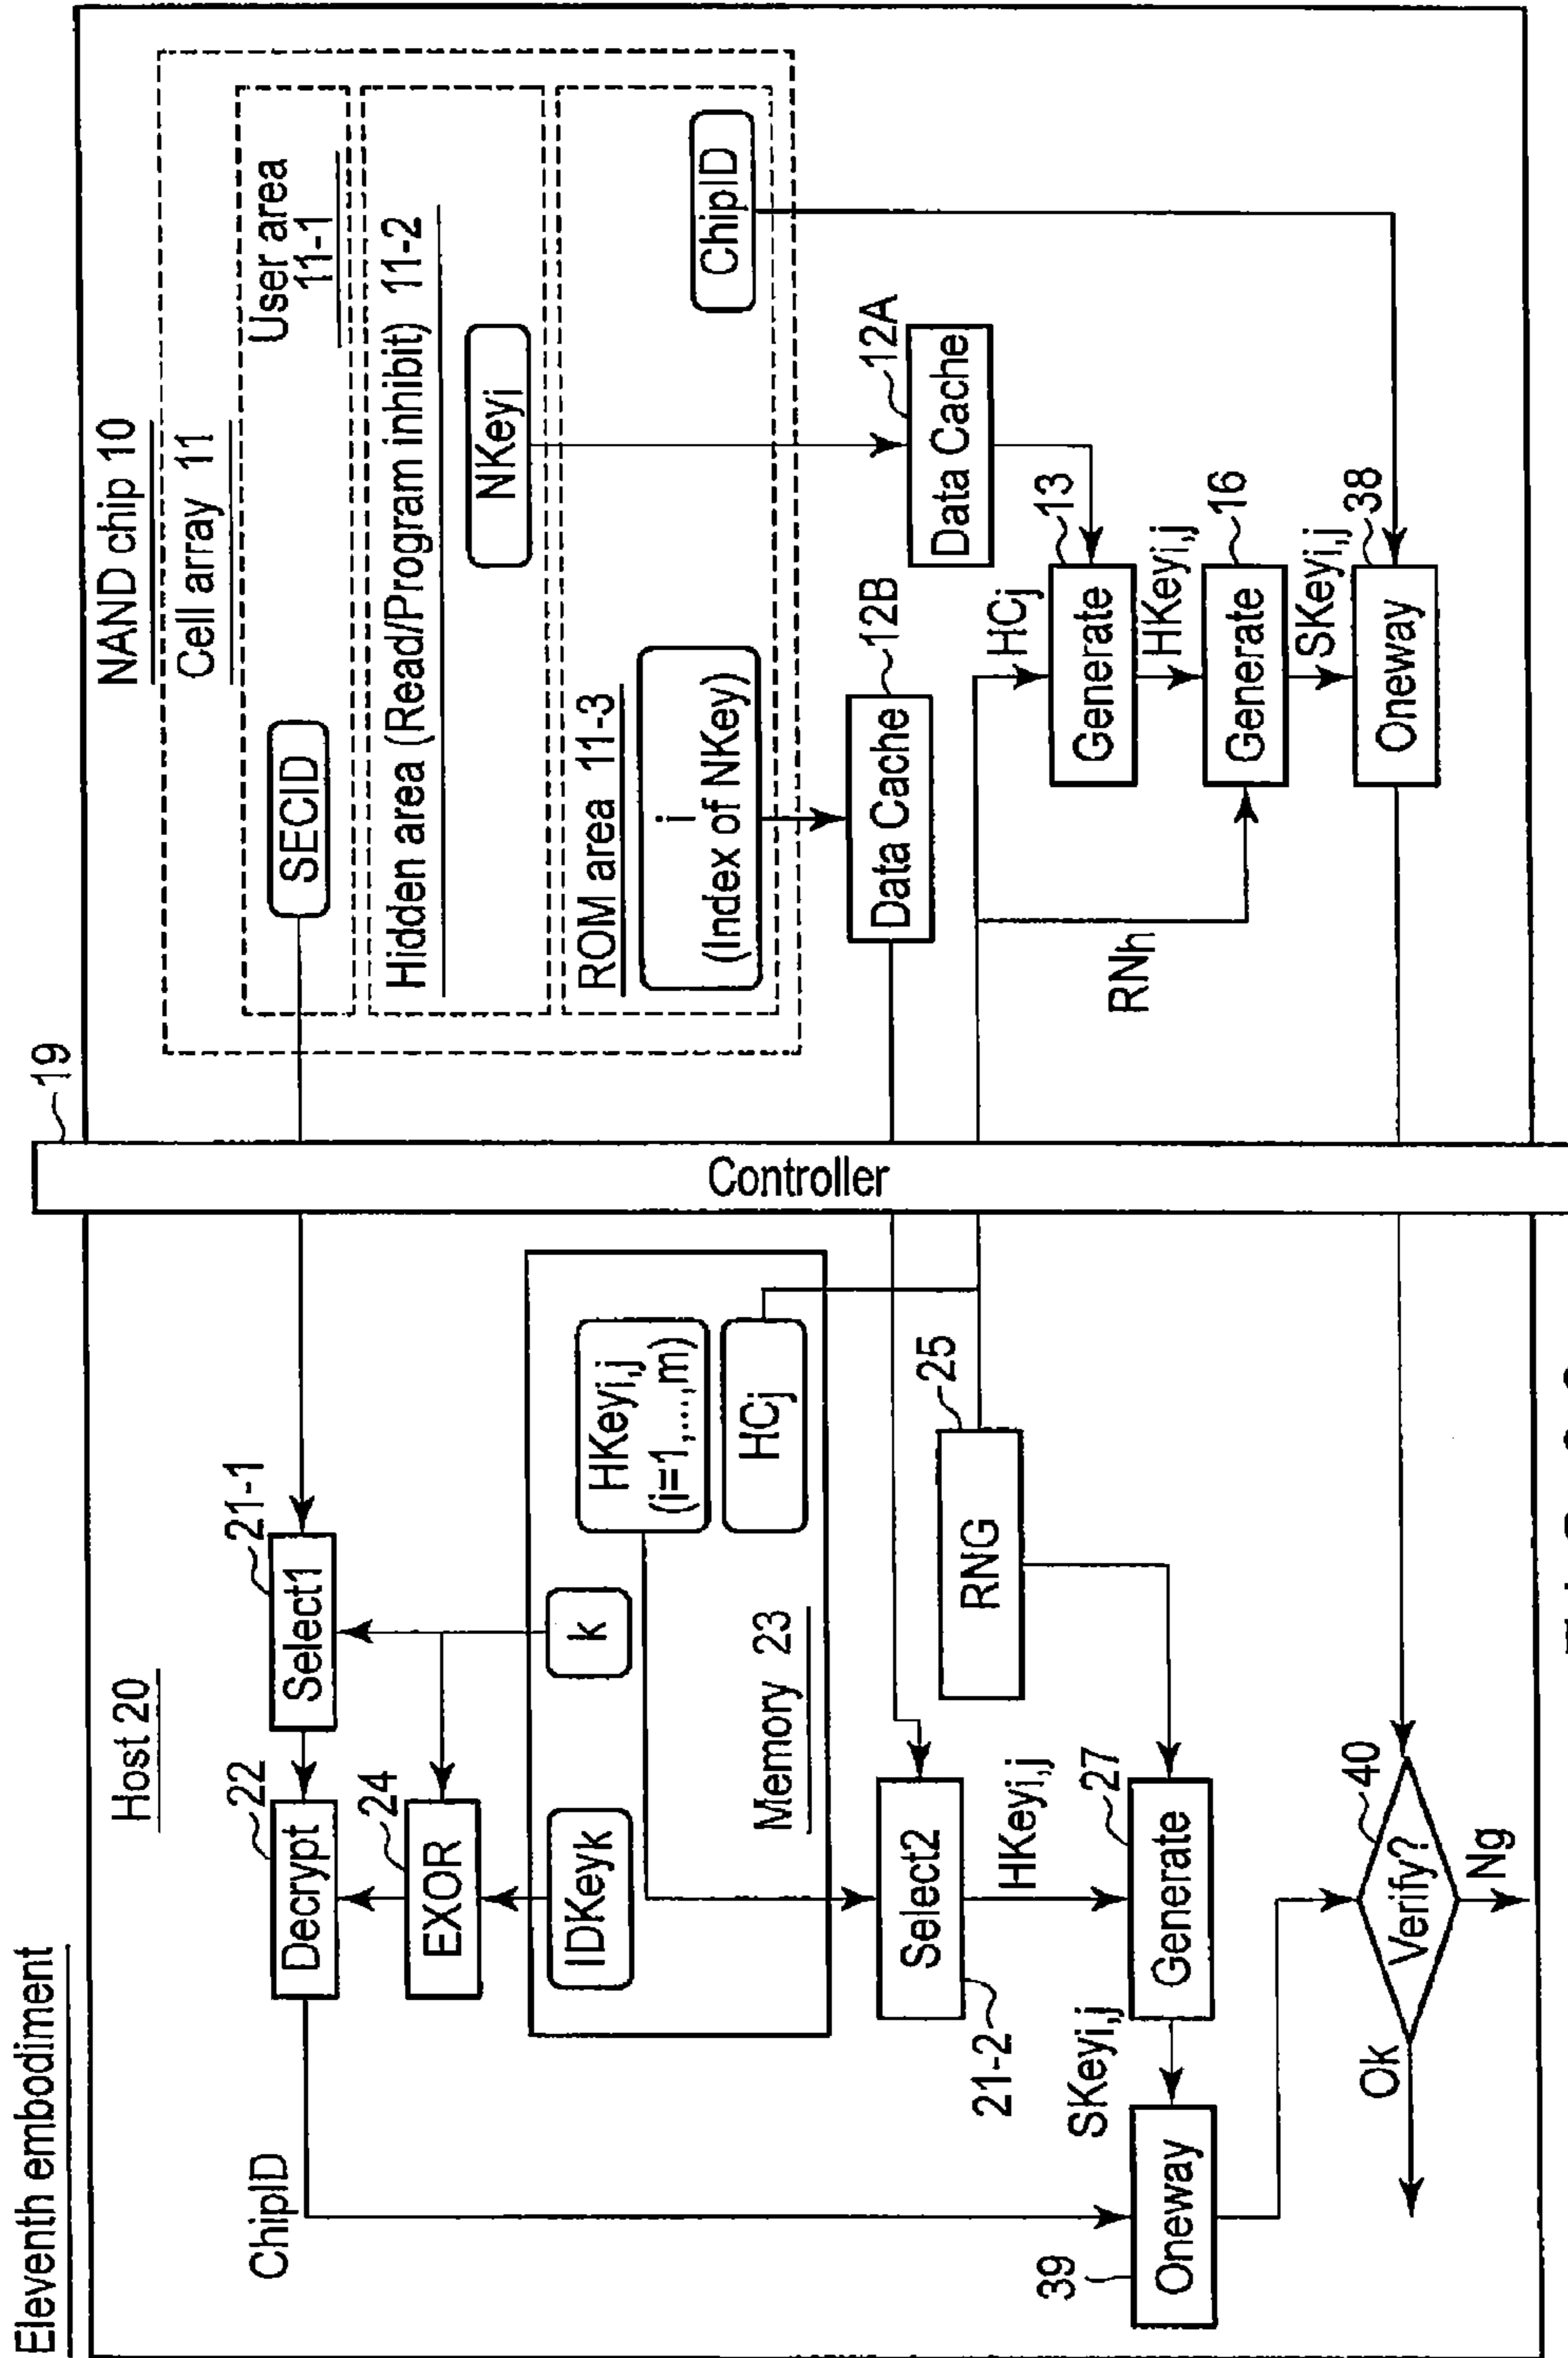 Eleventh embodiment
Host 20
ChipID
22
Decrypt
21-1
Select1
24
EXOR
IDKeyk
k
HKeyi,j
(i=1,...,m)
HCj
Memory 23
Select2
21-2
HKeyi,j
25
RNG
27
Generate
SKeyi,j
39
Oneway
40
Verify?
Ok
Ng
19
Controller
NAND chip 10
Cell array 11
User area
11-1
SECID
Hidden area (Read/Program inhibit) 11-2
NKeyi
ROM area 11-3
i
(Index of NKey)
ChipID
12B
Data Cache
12A
Data Cache
HCj
13
Generate
HKeyi,j
RNh
16
Generate
SKeyi,j
38
Oneway